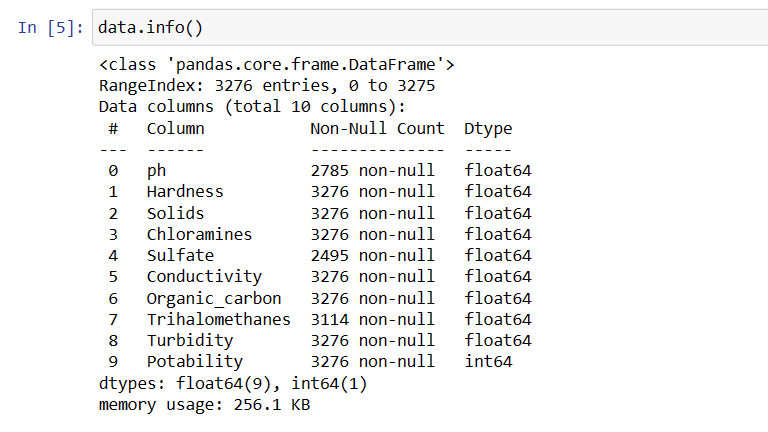 In [5]: data.info()
<class 'pandas.core.frame.DataFrame'>
RangeIndex: 3276 entries, 0 to 3275
Data columns (total 10 columns):
 #   Column           Non-Null Count  Dtype
---  ------           --------------  -----
 0   ph               2785 non-null   float64
 1   Hardness         3276 non-null   float64
 2   Solids           3276 non-null   float64
 3   Chloramines      3276 non-null   float64
 4   Sulfate          2495 non-null   float64
 5   Conductivity     3276 non-null   float64
 6   Organic_carbon   3276 non-null   float64
 7   Trihalomethanes  3114 non-null   float64
 8   Turbidity        3276 non-null   float64
 9   Potability       3276 non-null   int64
dtypes: float64(9), int64(1)
memory usage: 256.1 KB